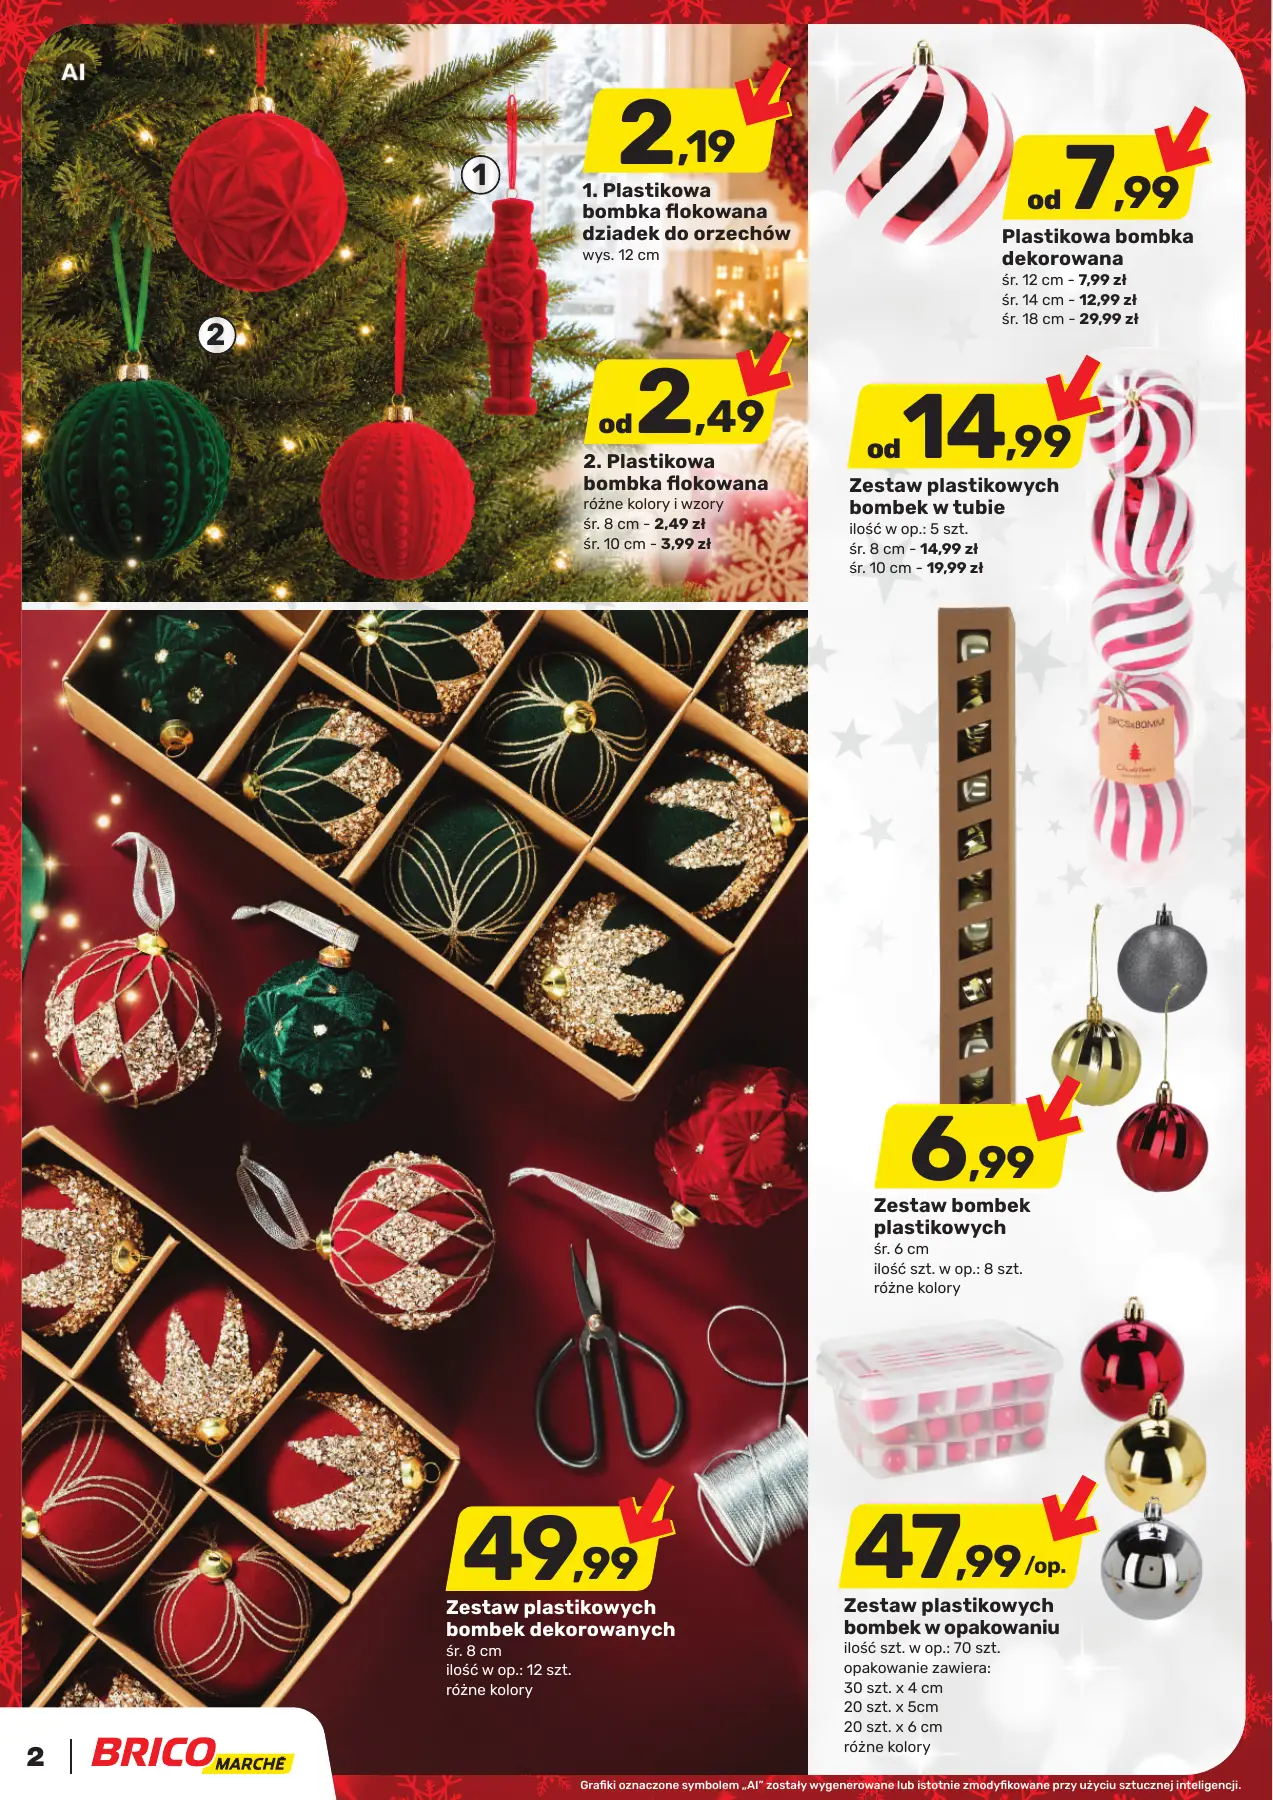 AI
1
2
2,19
1. Plastikowa
bombka flokowana
dziadek do orzechów
wys. 12 cm
od 2,49
2. Plastikowa
bombka flokowana
różne kolory i wzory
śr. 8 cm - 2,49 zł
śr. 10 cm - 3,99 zł
od 7,99
Plastikowa bombka
dekorowana
śr. 12 cm - 7,99 zł
śr. 14 cm - 12,99 zł
śr. 18 cm - 29,99 zł
od 14,99
Zestaw plastikowych
bombek w tubie
ilość w op.: 5 szt.
śr. 8 cm - 14,99 zł
śr. 10 cm - 19,99 zł
5PCSx80MM
6,99
Zestaw bombek
plastikowych
śr. 6 cm
ilość szt. w op.: 8 szt.
różne kolory
49,99
Zestaw plastikowych
bombek dekorowanych
śr. 8 cm
ilość w op.: 12 szt.
różne kolory
47,99/op.
Zestaw plastikowych
bombek w opakowaniu
ilość szt. w op.: 70 szt.
opakowanie zawiera:
30 szt. x 4 cm
20 szt. x 5cm
20 szt. x 6 cm
różne kolory
2
BRICO MARCHÉ
Grafiki oznaczone symbolem „AI” zostały wygenerowane lub istotnie zmodyfikowane przy użyciu sztucznej inteligencji.